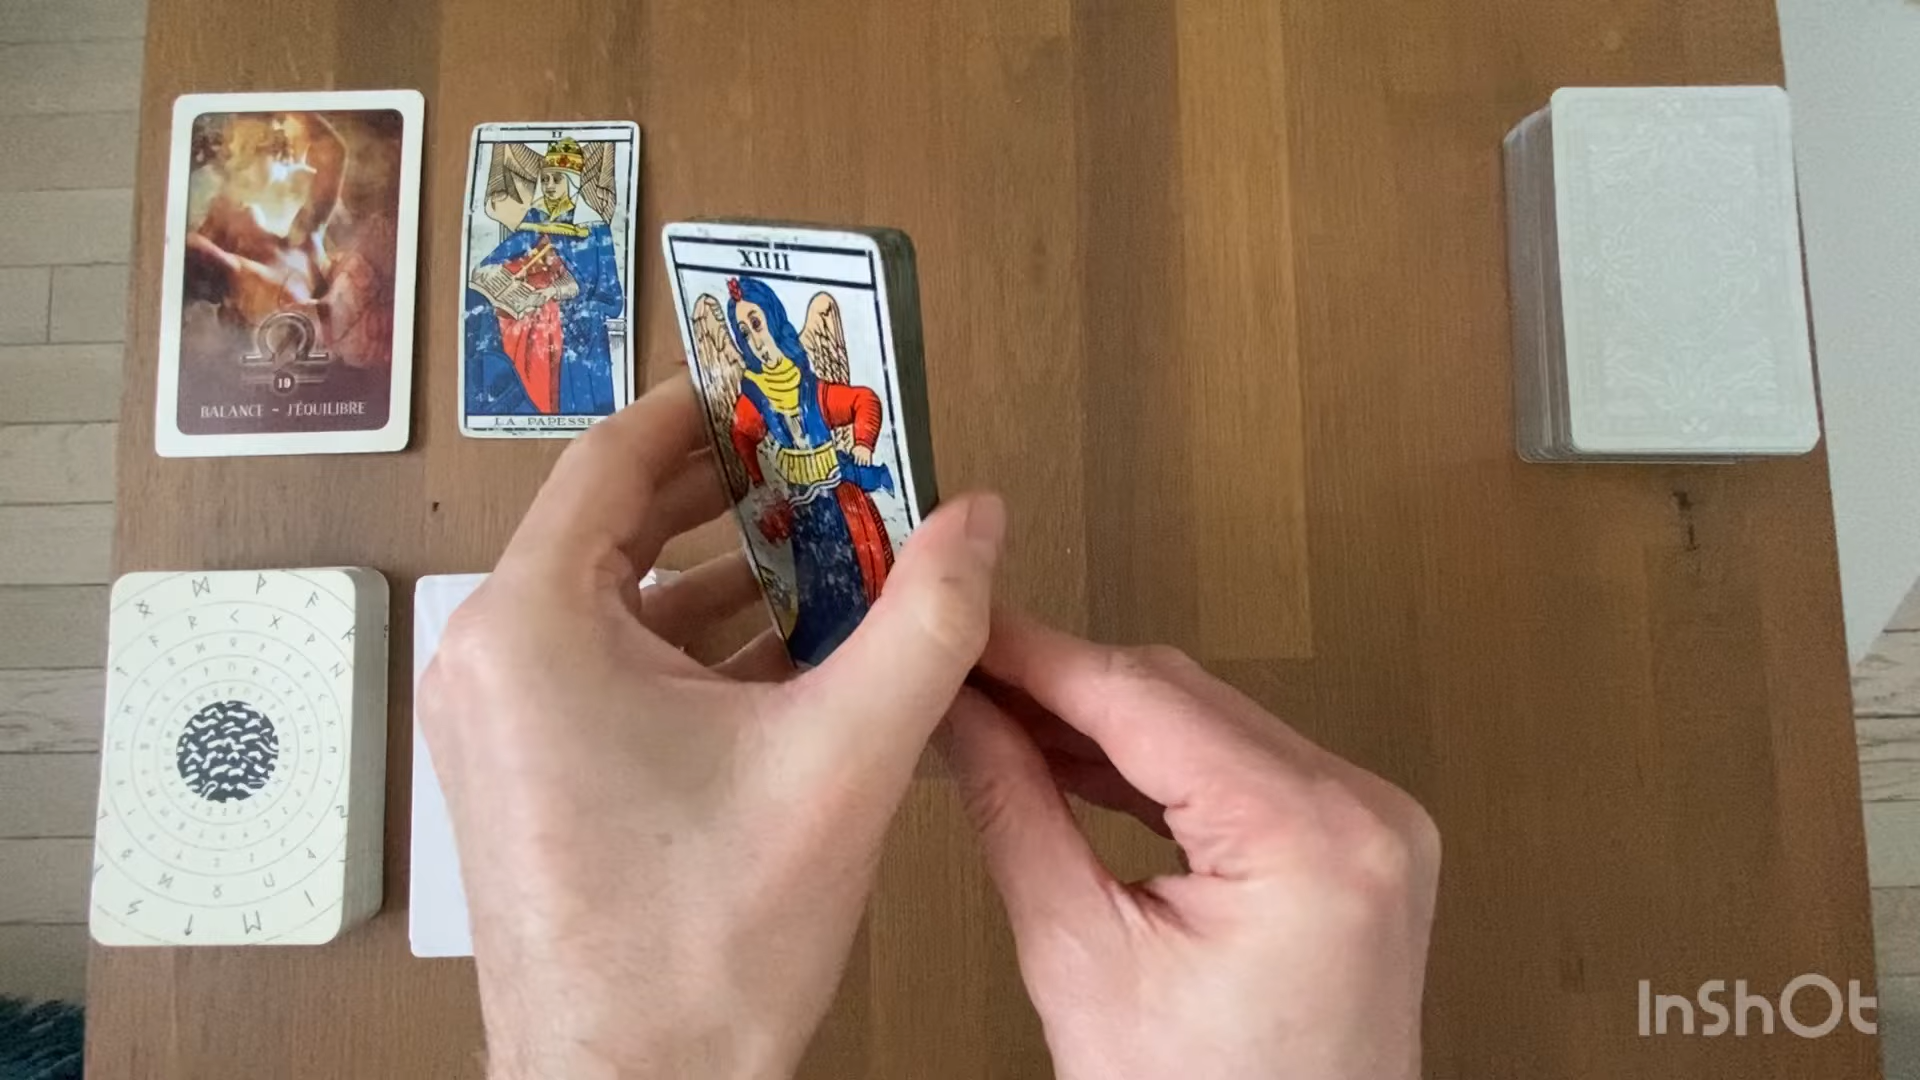 19
BALANCE ~ J'ÉQUILIBRE
II
LA PAPESSE
XIIII
InShOt